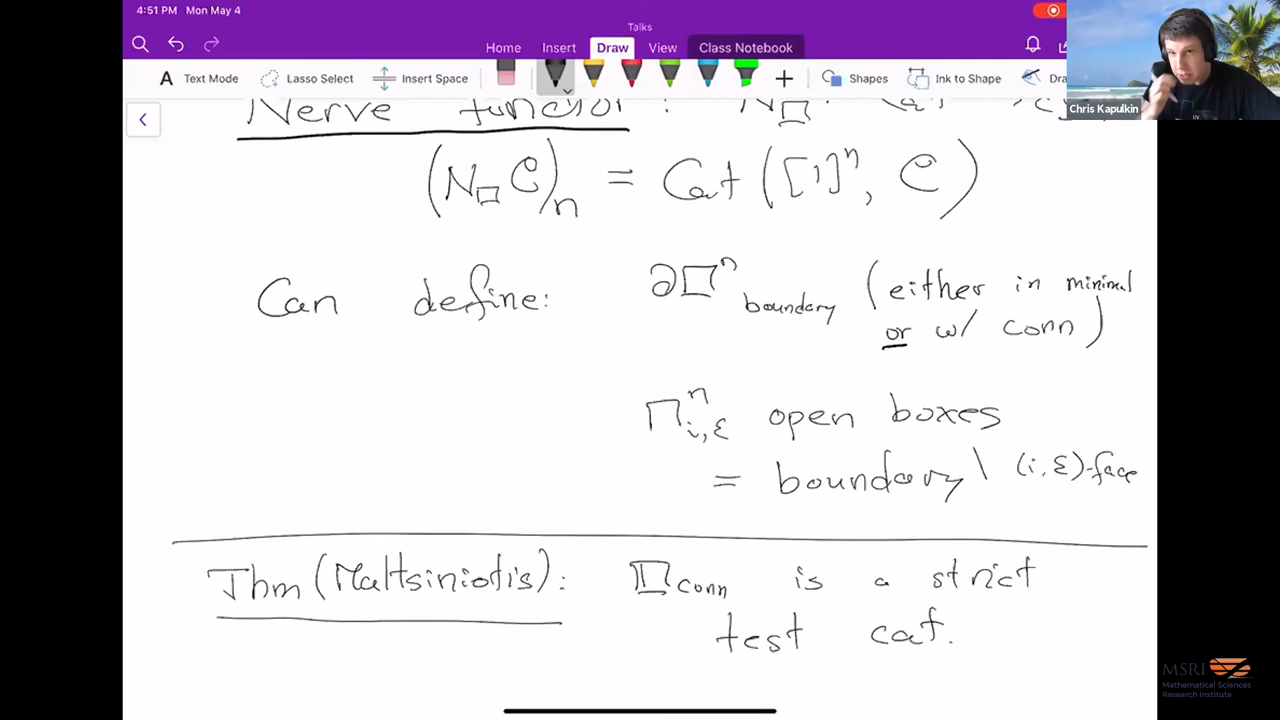 4:51 PM Mon May 4
Talks
Home Insert Draw View Class Notebook
Text Mode Lasso Select Insert Space Shapes Ink to Shape
Chris Kapulkin
Nerve functor: N□:
(N□ C)n = Cat([1]ⁿ, C)
Can define: ∂□ⁿ boundary (either in minimal
or w/ conn)
⊓ⁿi,ε open boxes
= boundary \ (i,ε)-face
Thm (Maltsiniotis): □conn is a strict
test cat.
MSRI
Mathematical Sciences
Research Institute